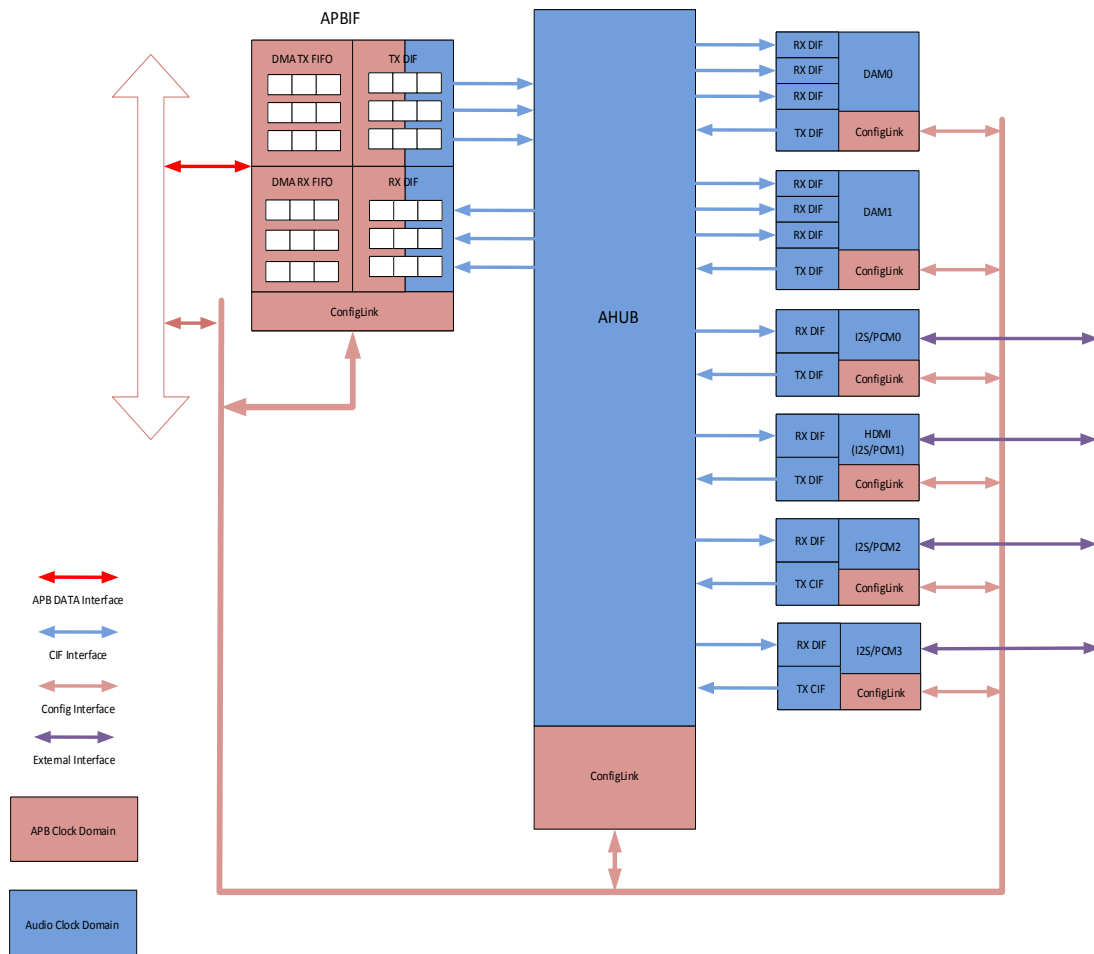 APBIF
DMA TX FIFO
TX DIF
DMA RX FIFO
RX DIF
ConfigLink
AHUB
ConfigLink
RX DIF
RX DIF
RX DIF
TX DIF
DAM0
ConfigLink
RX DIF
RX DIF
RX DIF
TX DIF
DAM1
ConfigLink
RX DIF
TX DIF
I2S/PCM0
ConfigLink
RX DIF
TX DIF
HDMI
(I2S/PCM1)
ConfigLink
RX DIF
TX CIF
I2S/PCM2
ConfigLink
RX DIF
TX CIF
I2S/PCM3
ConfigLink
APB DATA Interface
CIF Interface
Config Interface
External Interface
APB Clock Domain
Audio Clock Domain